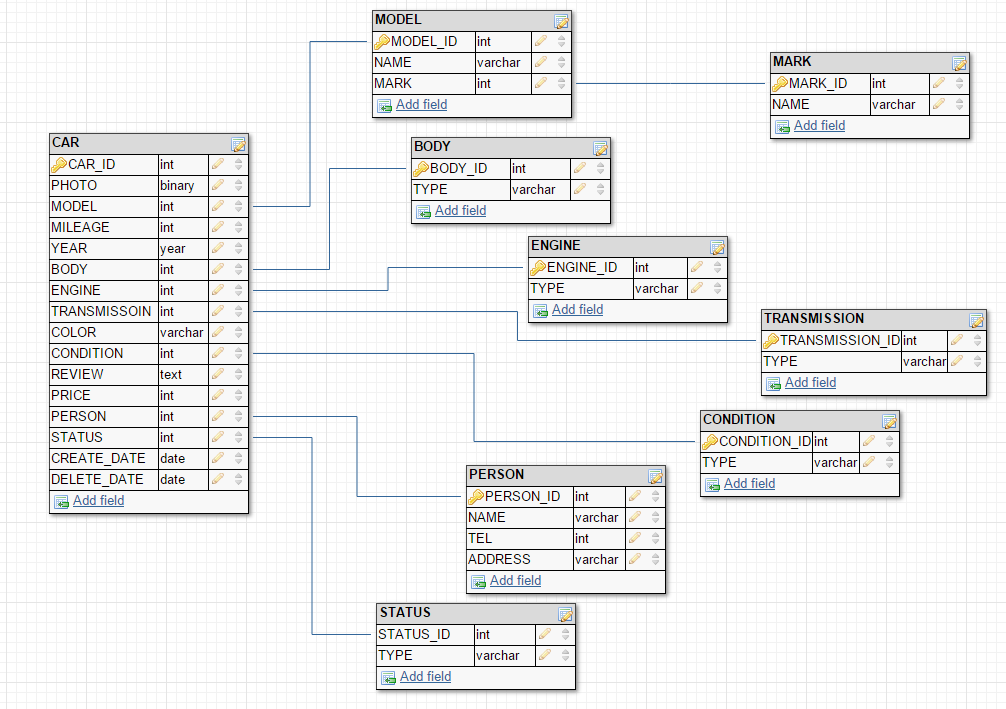 MODEL
MODEL_ID int
NAME varchar
MARK int
Add field
MARK
MARK_ID int
NAME varchar
Add field
CAR
CAR_ID int
PHOTO binary
MODEL int
MILEAGE int
YEAR year
BODY int
ENGINE int
TRANSMISSOIN int
COLOR varchar
CONDITION int
REVIEW text
PRICE int
PERSON int
STATUS int
CREATE_DATE date
DELETE_DATE date
Add field
BODY
BODY_ID int
TYPE varchar
Add field
ENGINE
ENGINE_ID int
TYPE varchar
Add field
TRANSMISSION
TRANSMISSION_ID int
TYPE varchar
Add field
CONDITION
CONDITION_ID int
TYPE varchar
Add field
PERSON
PERSON_ID int
NAME varchar
TEL int
ADDRESS varchar
Add field
STATUS
STATUS_ID int
TYPE varchar
Add field